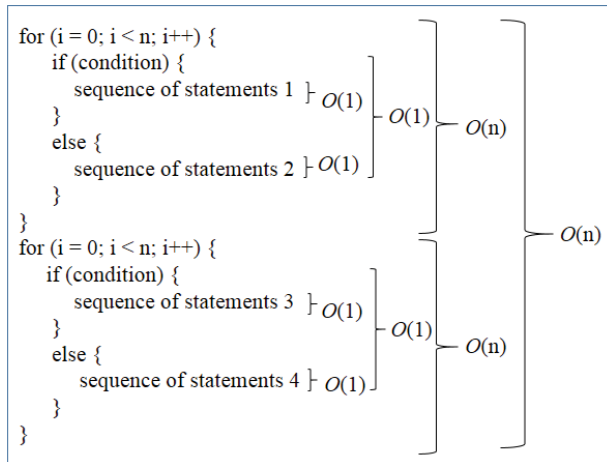 for (i = 0; i < n; i++) {
if (condition) {
sequence of statements 1 } O(1)
}
else {
sequence of statements 2 } O(1)
}
}
O(1)
O(n)
for (i = 0; i < n; i++) {
if (condition) {
sequence of statements 3 } O(1)
}
else {
sequence of statements 4 } O(1)
}
}
O(1)
O(n)
O(n)